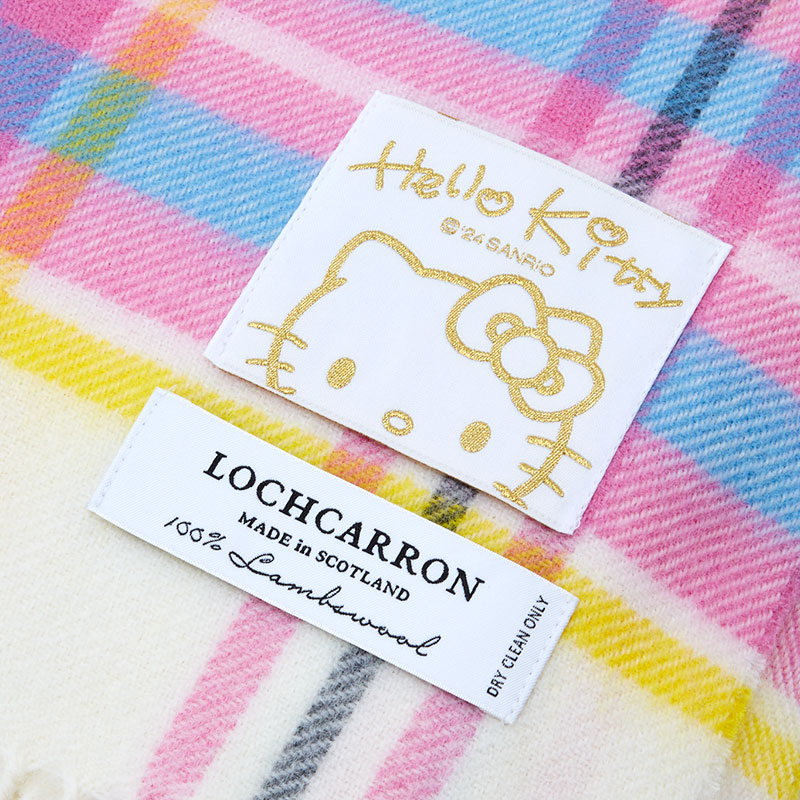 Hello Kitty
© '24 SANRIO
LOCHCARRON
MADE in SCOTLAND
100% Lambswool
DRY CLEAN ONLY